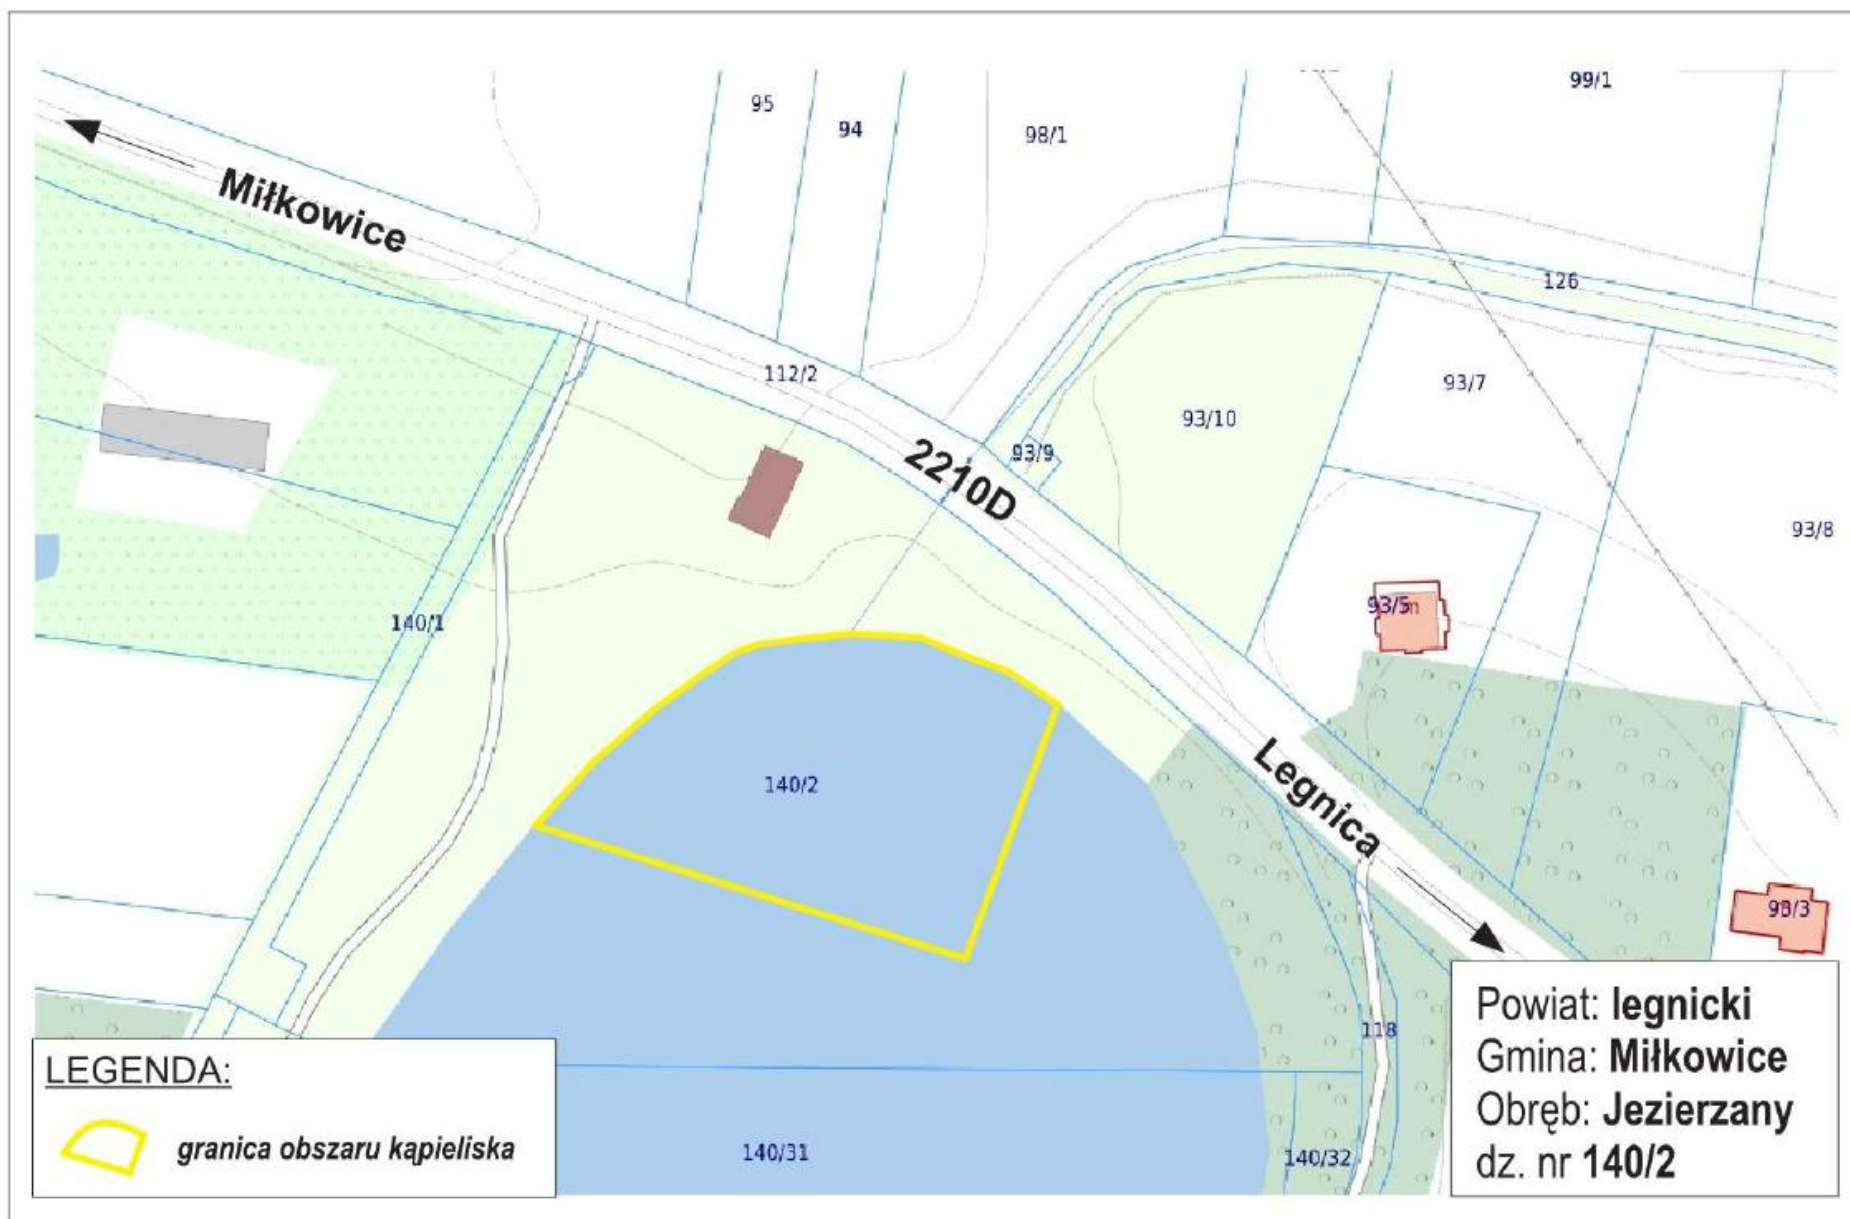 99/1
95
94
98/1
Miłkowice
126
112/2
93/7
93/10
93/9
2210D
93/8
93/5
m
140/1
140/2
Legnica
93/3
118
140/31
140/32
LEGENDA:
granica obszaru kąpieliska
Powiat: legnicki
Gmina: Miłkowice
Obręb: Jezierzany
dz. nr 140/2